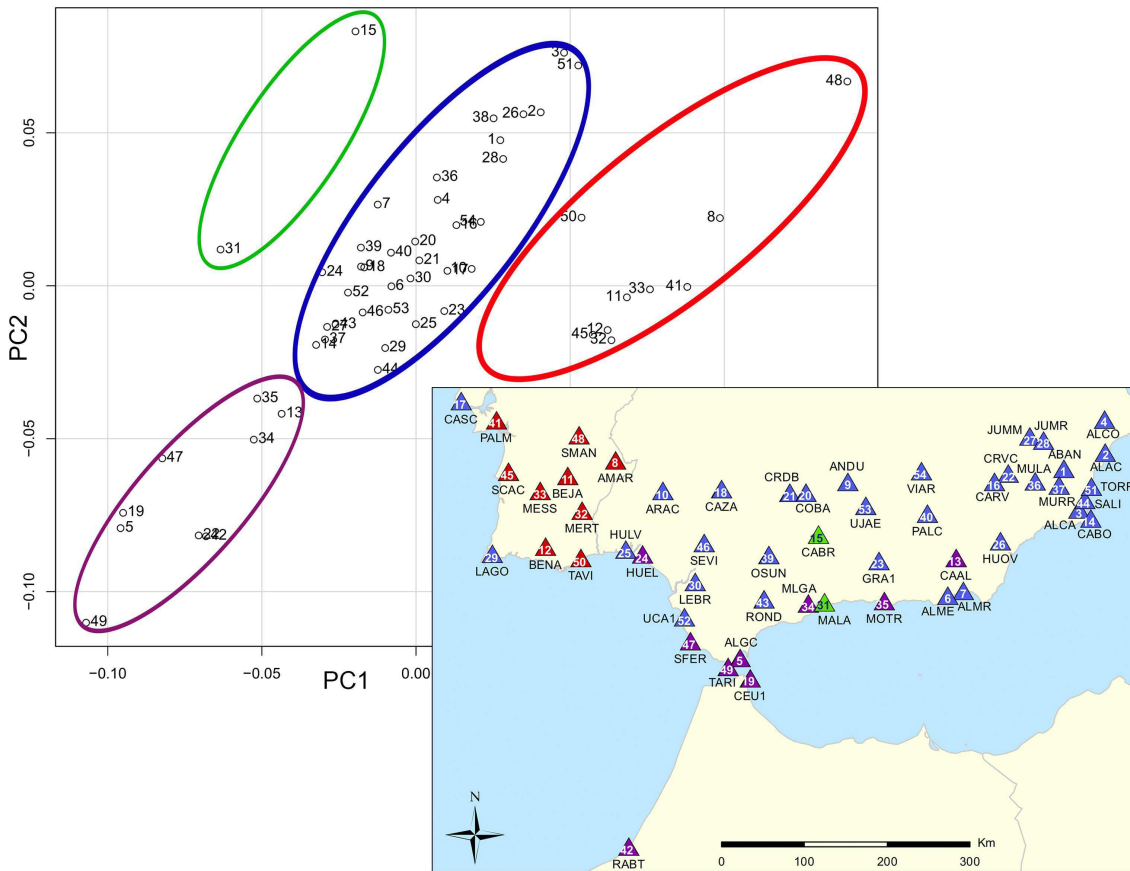 15
3
51
48
0.05
38
26
2
1
28
36
4
7
54
16
50
8
39
20
40
21
31
24
9
18
10
17
30
0.00
6
52
33
41
11
46
53
23
43
27
25
12
45
32
37
14
29
44
PC2
35
13
−0.05
34
47
19
5
22
42
−0.10
49
−0.10
−0.05
0.00
PC1
17
CASC
41
PALM
48
SMAN
8
AMAR
45
SCAC
33
MESS
11
BEJA
32
MERT
12
BENA
50
TAVI
29
LAGO
10
ARAC
18
CAZA
CRDB
21
20
COBA
ANDU
9
53
UJAE
54
VIAR
40
PALC
JUMM
27
JUMR
28
4
ALCO
2
ALAC
ABAN
1
CRVC
22
MULA
36
16
CARV
37
MURR
51
TORR
44
SALI
3
ALCA
14
CABO
26
HUOV
HULV
25
24
HUEL
46
SEVI
39
OSUN
15
CABR
23
GRA1
13
CAAL
30
LEBR
43
ROND
MLGA
34
31
MALA
35
MOTR
6
ALME
7
ALMR
UCA1
52
47
SFER
ALGC
5
49
TARI
19
CEU1
42
RABT
N
Km
0
100
200
300